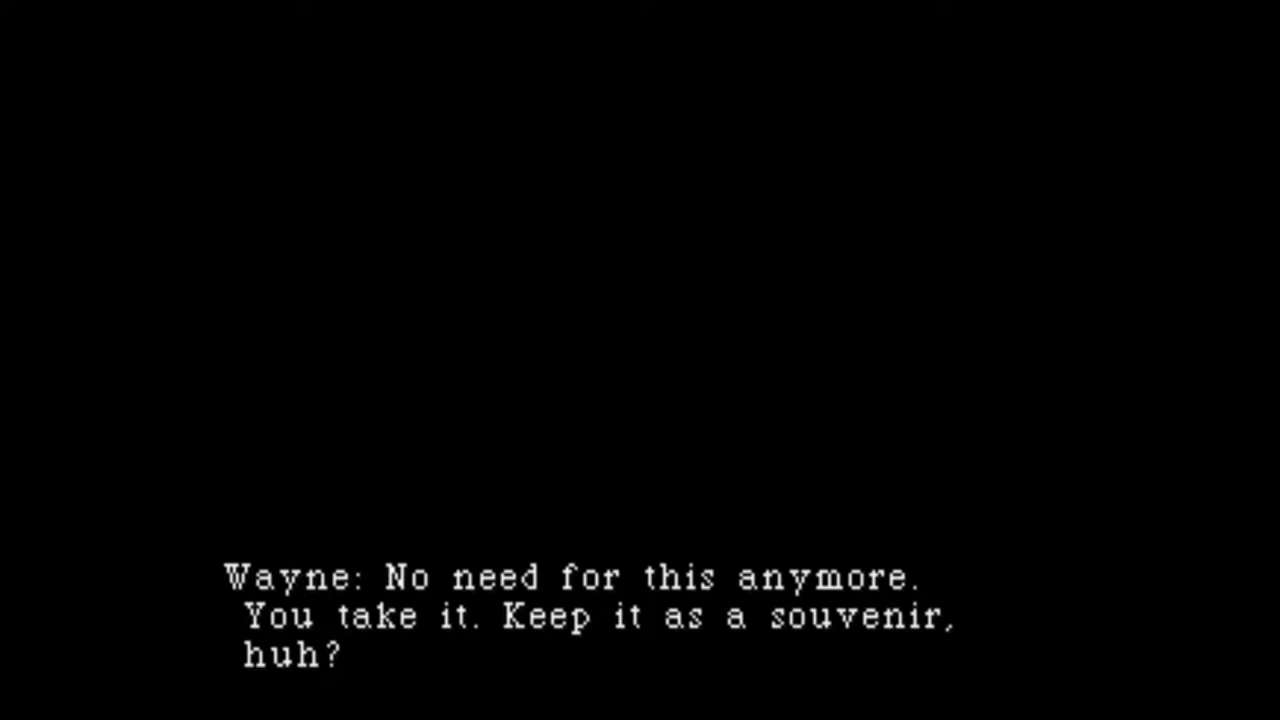 Wayne: No need for this anymore.
You take it. Keep it as a souvenir,
huh?